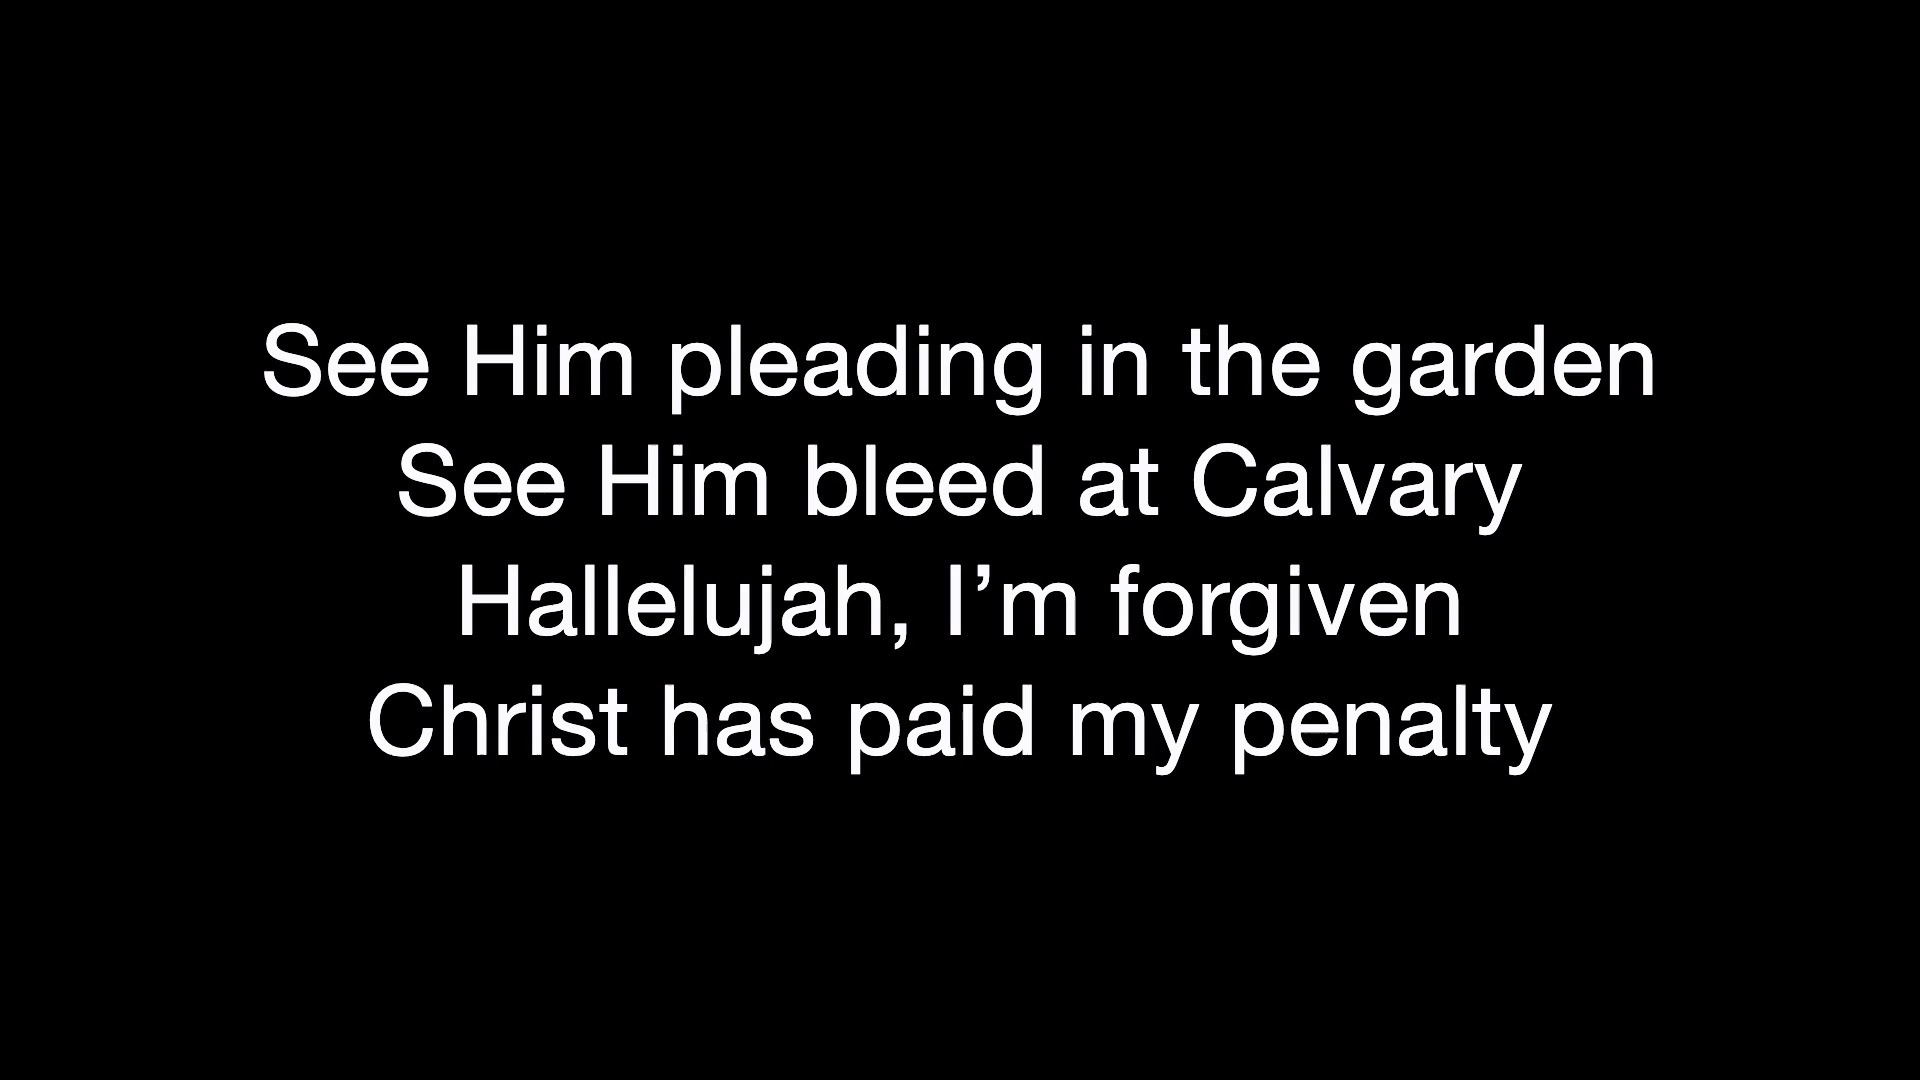 See Him pleading in the garden
See Him bleed at Calvary
Hallelujah, I’m forgiven
Christ has paid my penalty